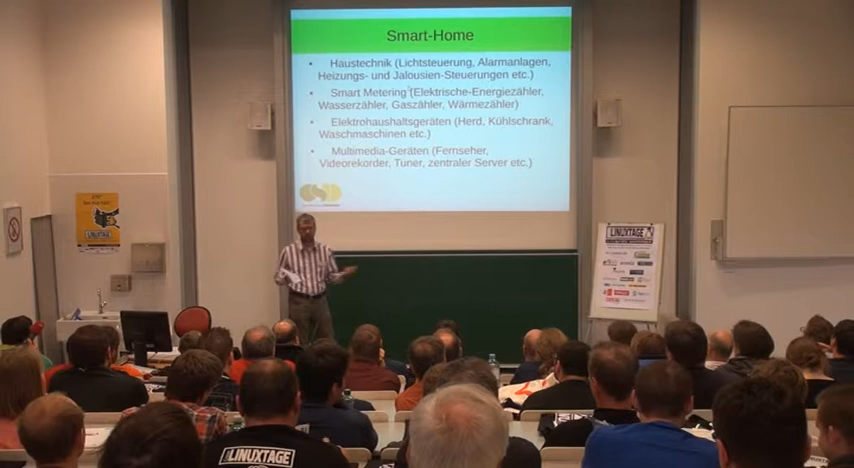 Smart-Home
• Haustechnik (Lichtsteuerung, Alarmanlagen,
Heizungs- und Jalousien-Steuerungen etc.)
• Smart Metering (Elektrische-Energiezähler,
Wasserzähler, Gaszähler, Wärmezähler)
• Elektrohaushaltsgeräten (Herd, Kühlschrank,
Waschmaschinen etc.)
• Multimedia-Geräten (Fernseher,
Videorekorder, Tuner, zentraler Server etc.)
LINUXTAGE
LINUXTAGE
LINUXTAGE